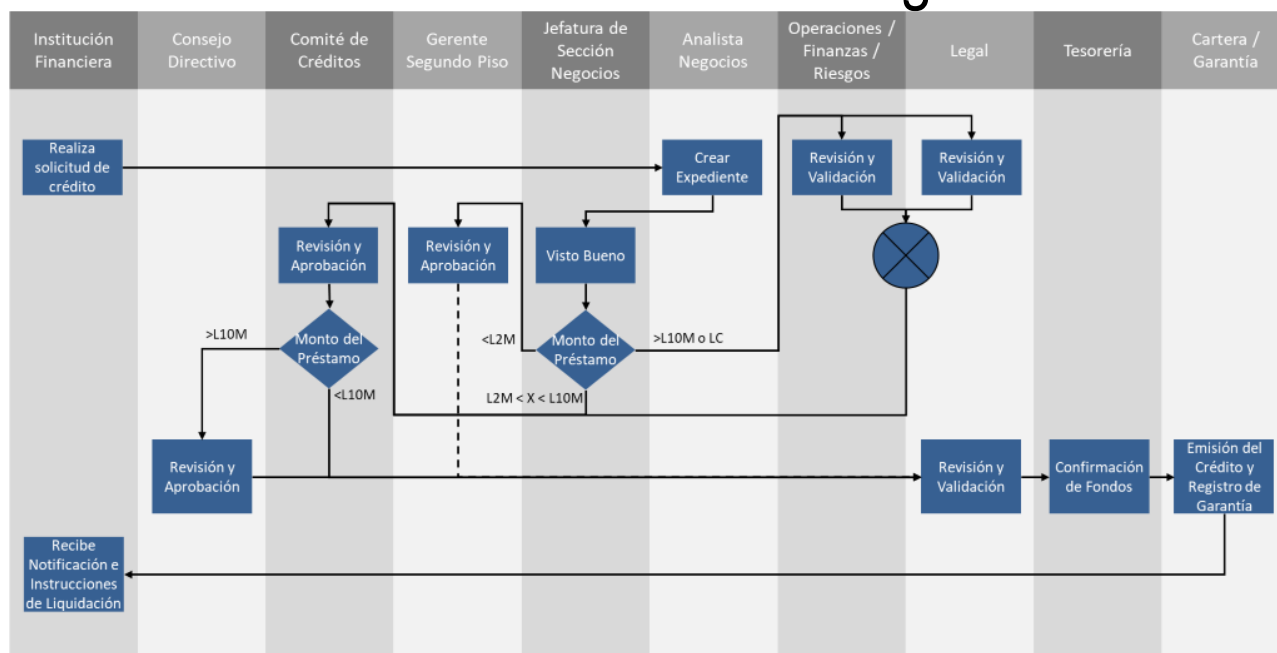 Institución
Financiera
Consejo
Directivo
Comité de
Créditos
Gerente
Segundo Piso
Jefatura de
Sección
Negocios
Analista
Negocios
Operaciones /
Finanzas /
Riesgos
Legal
Tesorería
Cartera /
Garantía
Realiza
solicitud de
crédito
Crear
Expediente
Revisión y
Validación
Revisión y
Validación
Revisión y
Aprobación
Revisión y
Aprobación
Visto Bueno
>L10M
Monto del
Préstamo
<L2M
Monto del
Préstamo
>L10M o LC
<L10M
L2M < X < L10M
Revisión y
Aprobación
Revisión y
Validación
Confirmación
de Fondos
Emisión del
Crédito y
Registro de
Garantía
Recibe
Notificación e
Instrucciones
de Liquidación